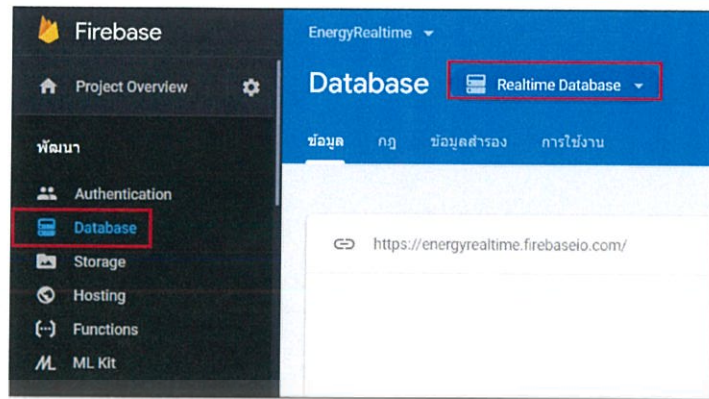 Firebase
Project Overview
พัฒนา
Authentication
Database
Storage
Hosting
Functions
ML Kit
EnergyRealtime
Database
Realtime Database
ข้อมูล กฎ ข้อมูลสำรอง การใช้งาน
https://energyrealtime.firebaseio.com/